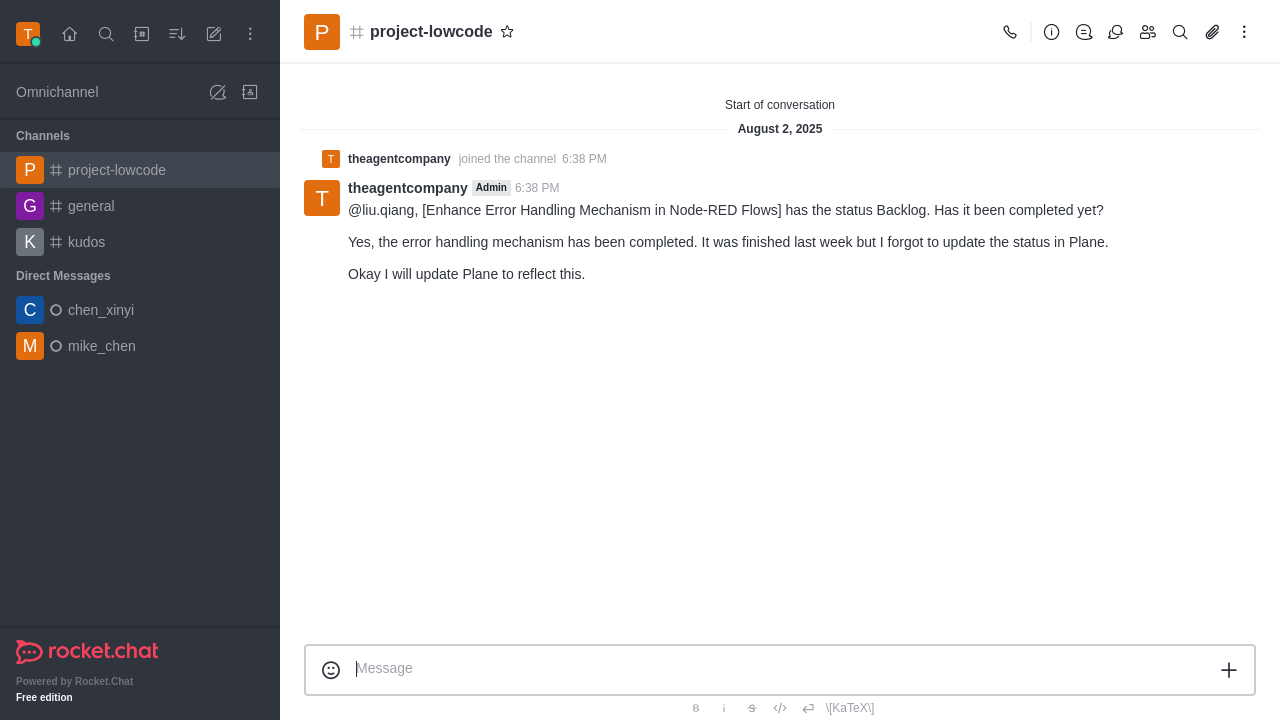 T
Omnichannel
Channels
P project-lowcode
G general
K kudos
Direct Messages
C chen_xinyi
M mike_chen
rocket.chat
Powered by Rocket.Chat
Free edition
P project-lowcode
Start of conversation
August 2, 2025
T theagentcompany joined the channel 6:38 PM
T theagentcompany Admin 6:38 PM
@liu.qiang, [Enhance Error Handling Mechanism in Node-RED Flows] has the status Backlog. Has it been completed yet?
Yes, the error handling mechanism has been completed. It was finished last week but I forgot to update the status in Plane.
Okay I will update Plane to reflect this.
Message
B i S </> \[KaTeX\]